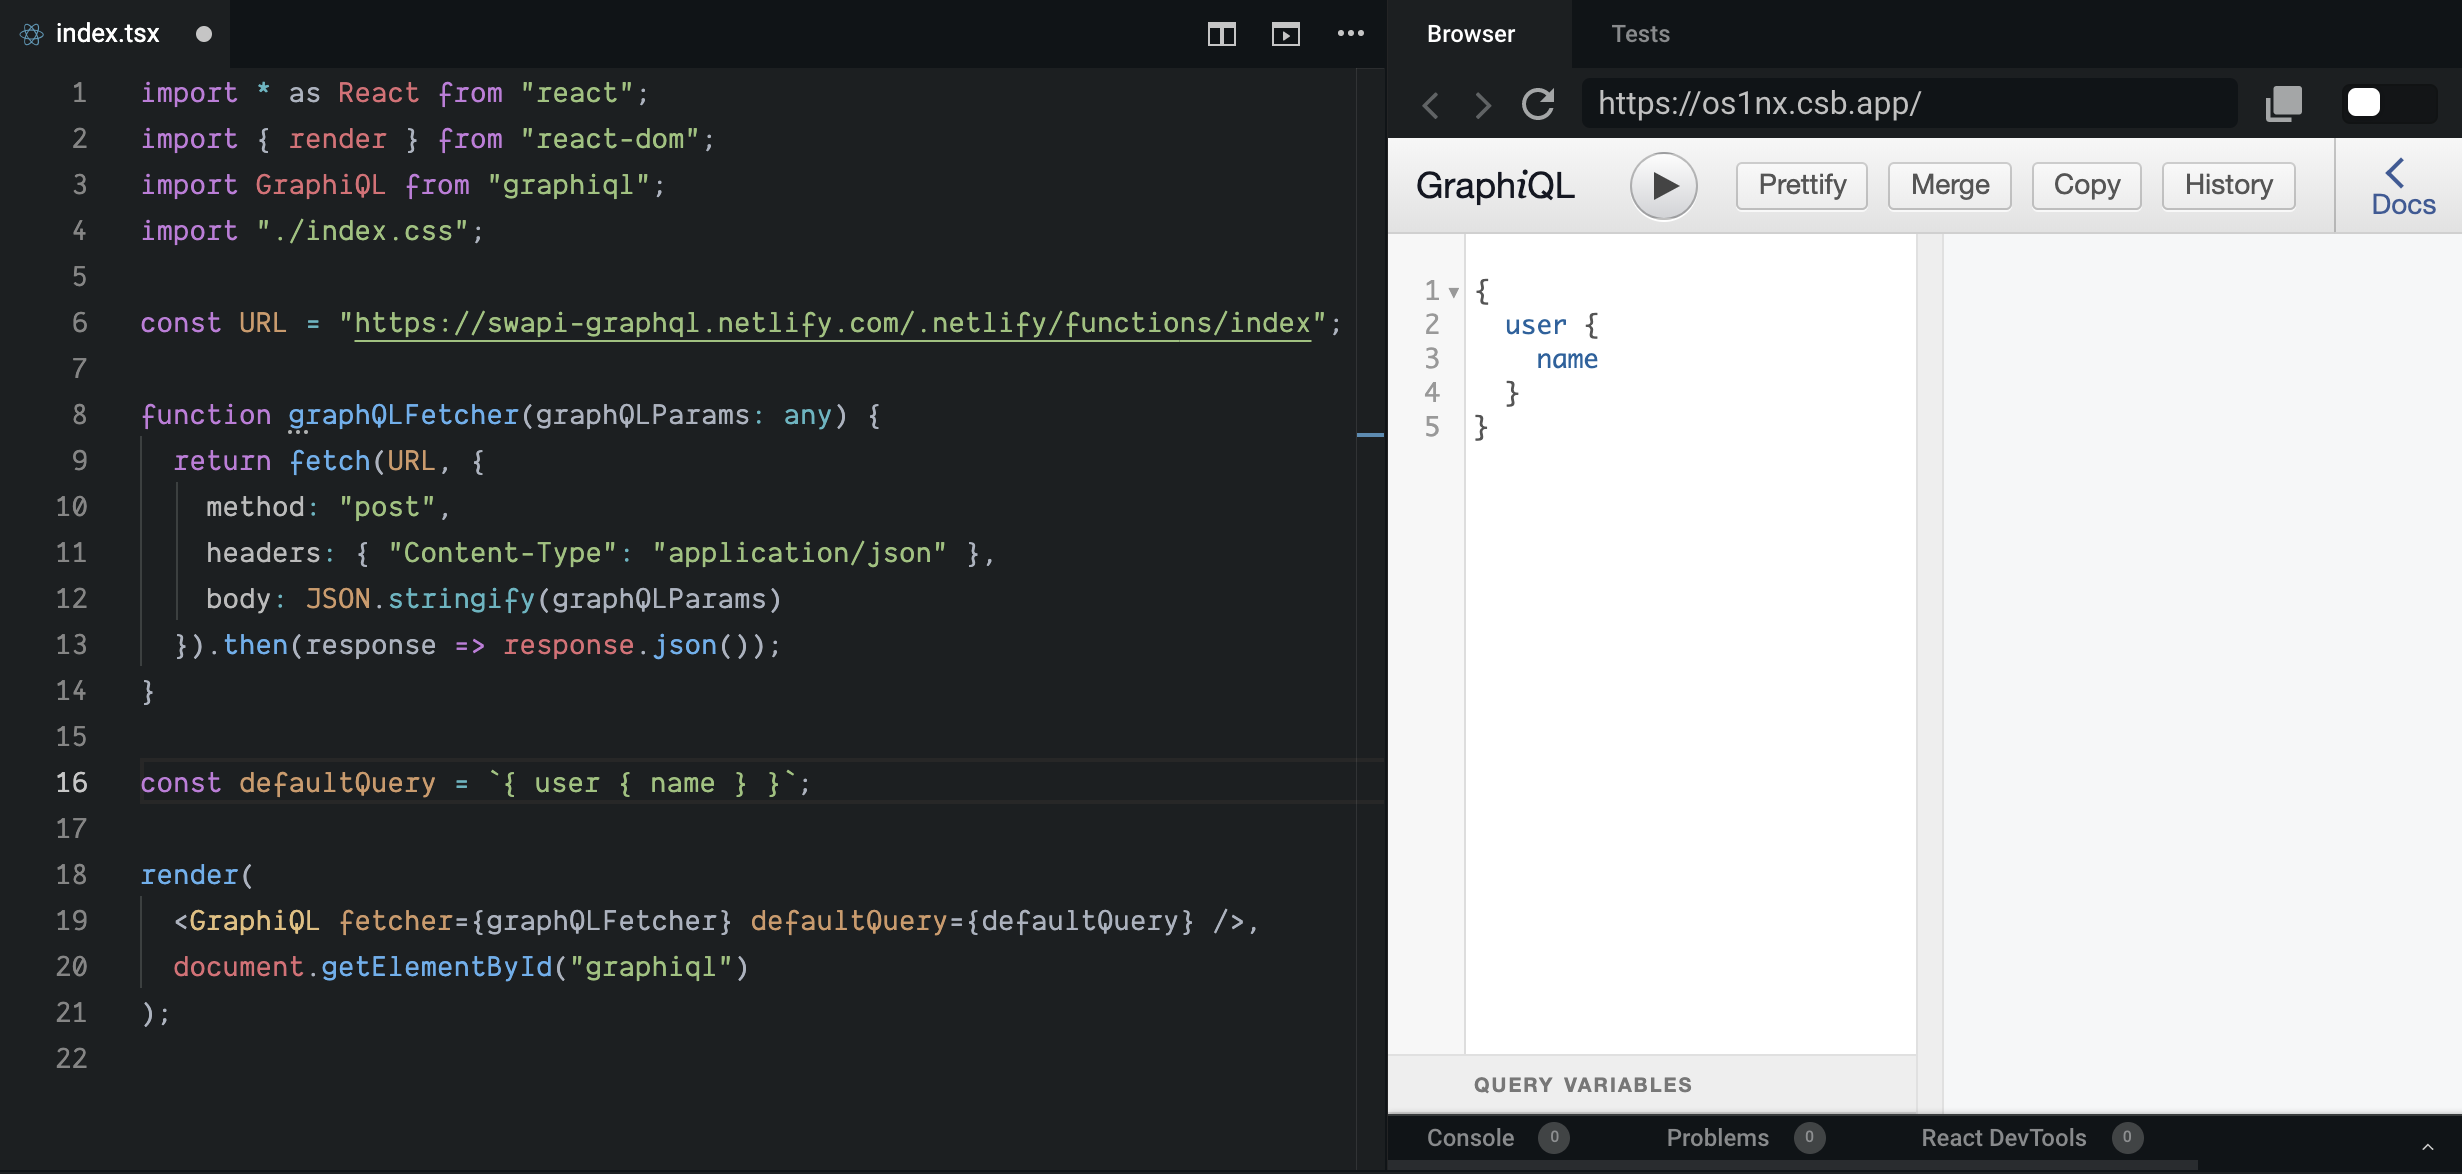 index.tsx
1 import * as React from "react";
2 import { render } from "react-dom";
3 import GraphiQL from "graphiql";
4 import "./index.css";
5
6 const URL = "https://swapi-graphql.netlify.com/.netlify/functions/index";
7
8 function graphQLFetcher(graphQLParams: any) {
9   return fetch(URL, {
10     method: "post",
11     headers: { "Content-Type": "application/json" },
12     body: JSON.stringify(graphQLParams)
13   }).then(response => response.json());
14 }
15
16 const defaultQuery = `{ user { name } }`;
17
18 render(
19   <GraphiQL fetcher={graphQLFetcher} defaultQuery={defaultQuery} />,
20   document.getElementById("graphiql")
21 );
22
Browser Tests
https://os1nx.csb.app/
GraphiQL Prettify Merge Copy History Docs
1 {
2   user {
3     name
4   }
5 }
QUERY VARIABLES
Console 0 Problems 0 React DevTools 0